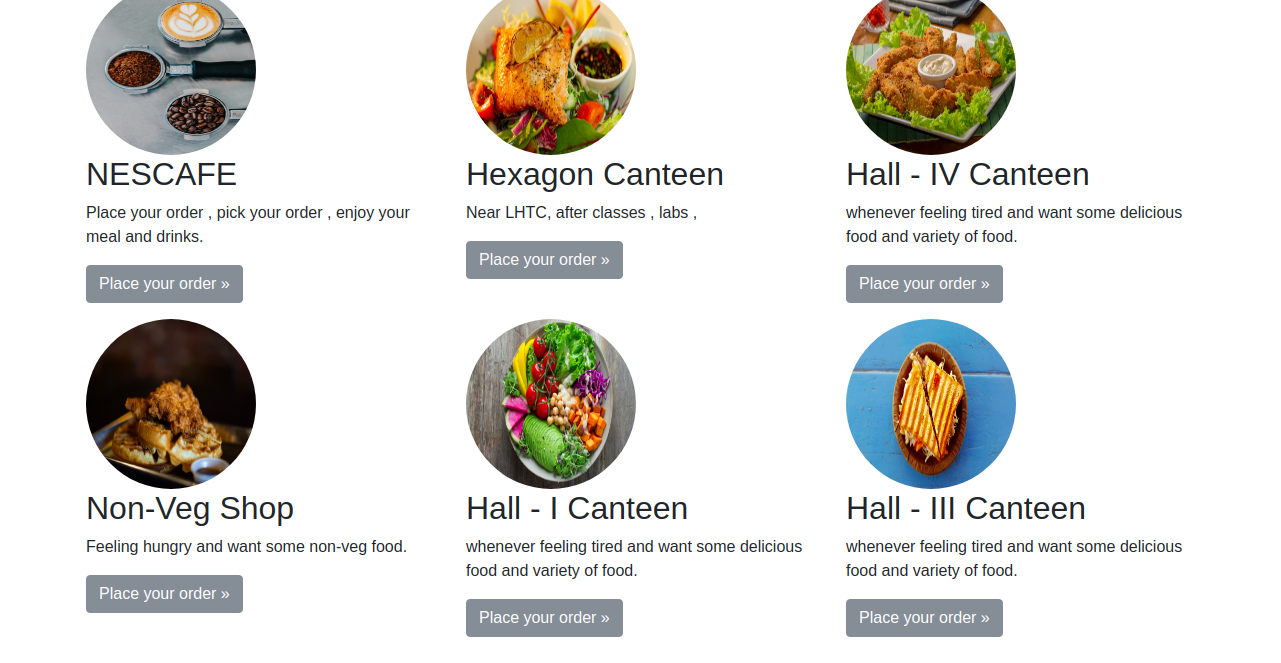 NESCAFE
Place your order , pick your order , enjoy your
meal and drinks.
Place your order »
Hexagon Canteen
Near LHTC, after classes , labs ,
Place your order »
Hall - IV Canteen
whenever feeling tired and want some delicious
food and variety of food.
Place your order »
Non-Veg Shop
Feeling hungry and want some non-veg food.
Place your order »
Hall - I Canteen
whenever feeling tired and want some delicious
food and variety of food.
Place your order »
Hall - III Canteen
whenever feeling tired and want some delicious
food and variety of food.
Place your order »